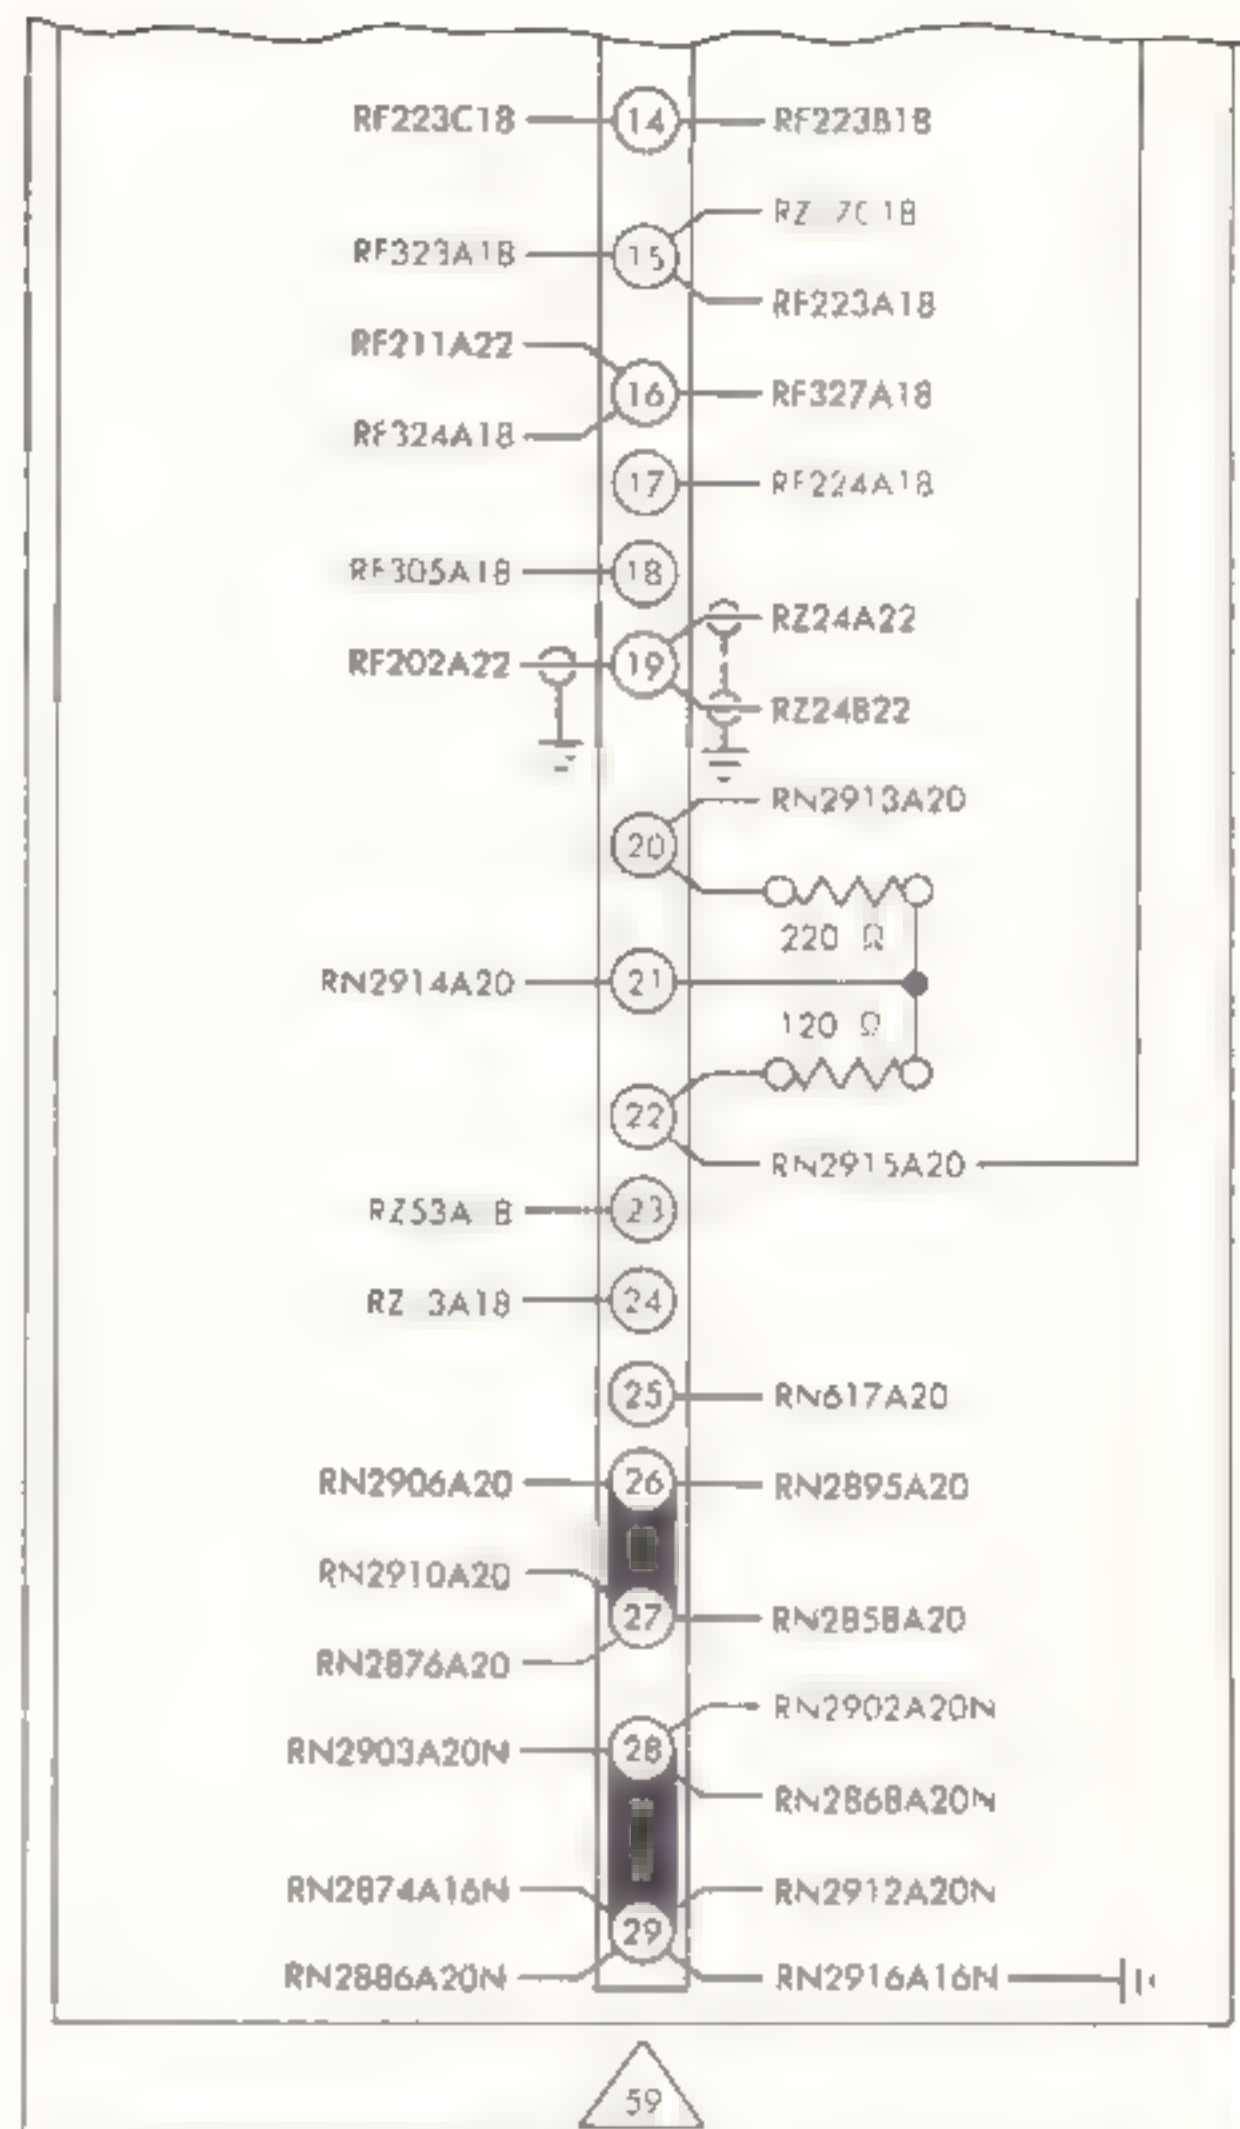 RF223C18 14 RF223B18
RF323A18 15
RF223A18
RF211A22
16 RF327A18
RF324A18
17 RF224A18
RF305A18 18
RZ24A22
RF202A22 19
RZ24B22
RN2913A20
20
220 Ω
RN2914A20 21
120 Ω
22
RN2915A20
23
24
25 RN617A20
RN2906A20 26 RN2895A20
RN2910A20
27 RN2858A20
RN2876A20
RN2902A20N
RN2903A20N 28
RN2868A20N
RN2874A16N RN2912A20N
29
RN2886A20N RN2916A16N
59